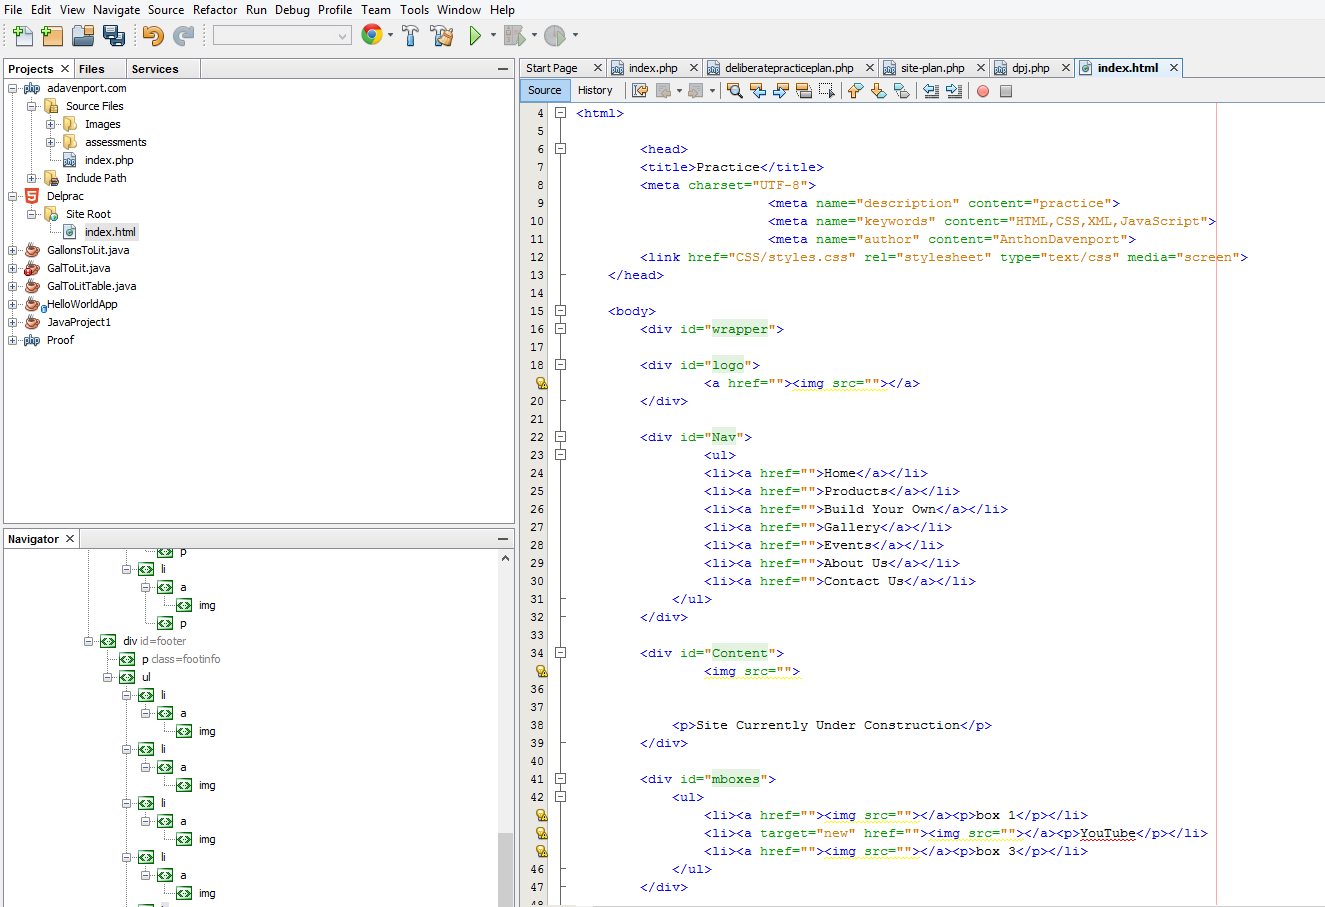 File Edit View Navigate Source Refactor Run Debug Profile Team Tools Window Help
Projects Files Services
adavenport.com
Source Files
Images
assessments
index.php
Include Path
Delprac
Site Root
index.html
GallonsToLit.java
GalToLit.java
GalToLitTable.java
HelloWorldApp
JavaProject1
Proof
Navigator
p
li
a
img
p
div id=footer
p class=footinfo
ul
li
a
img
li
a
img
li
a
img
li
a
img
Start Page index.php deliberatepracticeplan.php site-plan.php dpj.php index.html
Source History
4 <html>
5
6 <head>
7 <title>Practice</title>
8 <meta charset="UTF-8">
9 <meta name="description" content="practice">
10 <meta name="keywords" content="HTML,CSS,XML,JavaScript">
11 <meta name="author" content="AnthonDavenport">
12 <link href="CSS/styles.css" rel="stylesheet" type="text/css" media="screen">
13 </head>
14
15 <body>
16 <div id="wrapper">
17
18 <div id="logo">
<a href=""><img src=""></a>
20 </div>
21
22 <div id="Nav">
23 <ul>
24 <li><a href="">Home</a></li>
25 <li><a href="">Products</a></li>
26 <li><a href="">Build Your Own</a></li>
27 <li><a href="">Gallery</a></li>
28 <li><a href="">Events</a></li>
29 <li><a href="">About Us</a></li>
30 <li><a href="">Contact Us</a></li>
31 </ul>
32 </div>
33
34 <div id="Content">
<img src="">
36
37
38 <p>Site Currently Under Construction</p>
39 </div>
40
41 <div id="mboxes">
42 <ul>
<li><a href=""><img src=""></a><p>box 1</p></li>
<li><a target="new" href=""><img src=""></a><p>YouTube</p></li>
<li><a href=""><img src=""></a><p>box 3</p></li>
46 </ul>
47 </div>
48